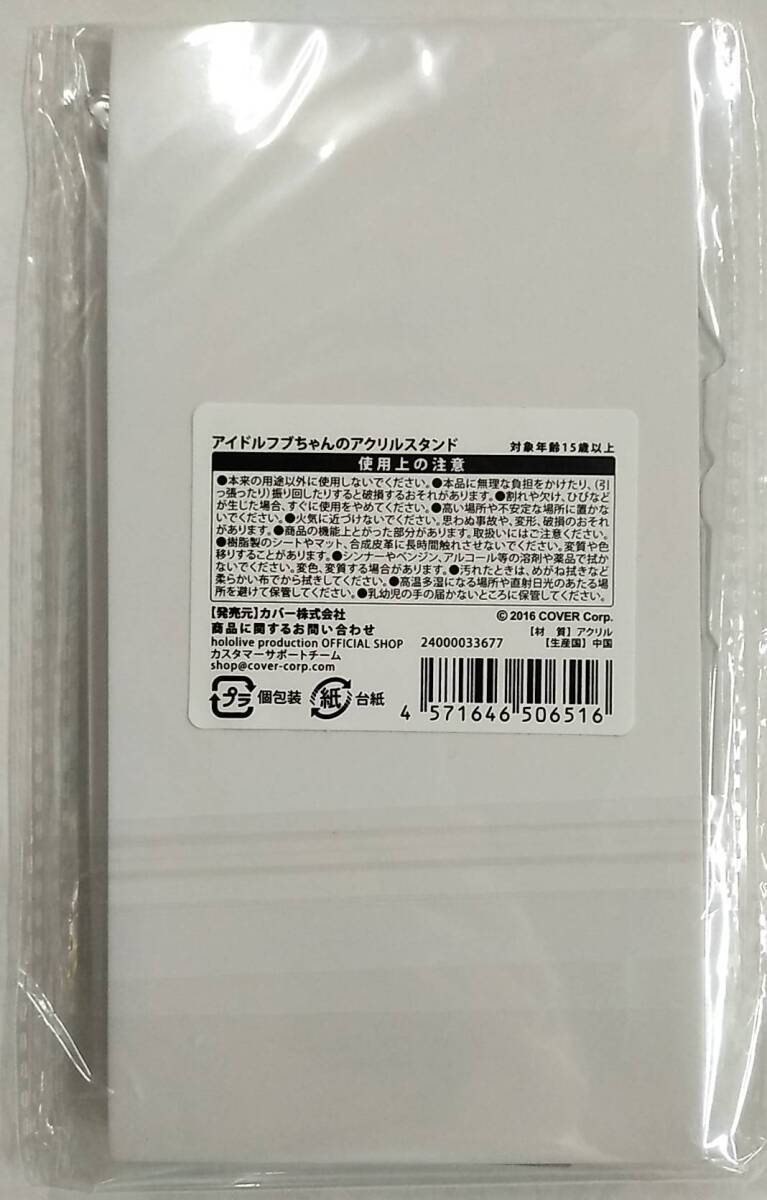 アイドルフブちゃんのアクリルスタンド 対象年齢15歳以上
使用上の注意
●本来の用途以外に使用しないでください。●本品に無理な負担をかけたり、(引
っ張ったり)振り回したりすると破損するおそれがあります。●割れや欠け、ひびなど
が生じた場合、すぐに使用をやめてください。●高い場所や不安定な場所に置かな
いでください。●火気に近づけないでください。思わぬ事故や、変形、破損のおそれ
があります。●商品の機能上とがった部分があります。取扱いにはご注意ください。
●樹脂製のシートやマット、合成皮革に長時間触れさせないでください。変質や色
移りすることがあります。●シンナーやベンジン、アルコール等の溶剤や薬品で拭か
ないでください。変色、変質する場合があります。●汚れたときは、めがね拭きなど
柔らかい布でから拭きしてください。●高温多湿になる場所や直射日光のあたる場
所を避けて保管してください。●乳幼児の手の届かないところに保管してください。
【発売元】カバー株式会社 © 2016 COVER Corp.
商品に関するお問い合わせ 【材 質】アクリル
hololive production OFFICIAL SHOP 24000033677 【生産国】中国
カスタマーサポートチーム
shop@cover-corp.com
プラ 個包装 紙 台紙 4 571646 506516